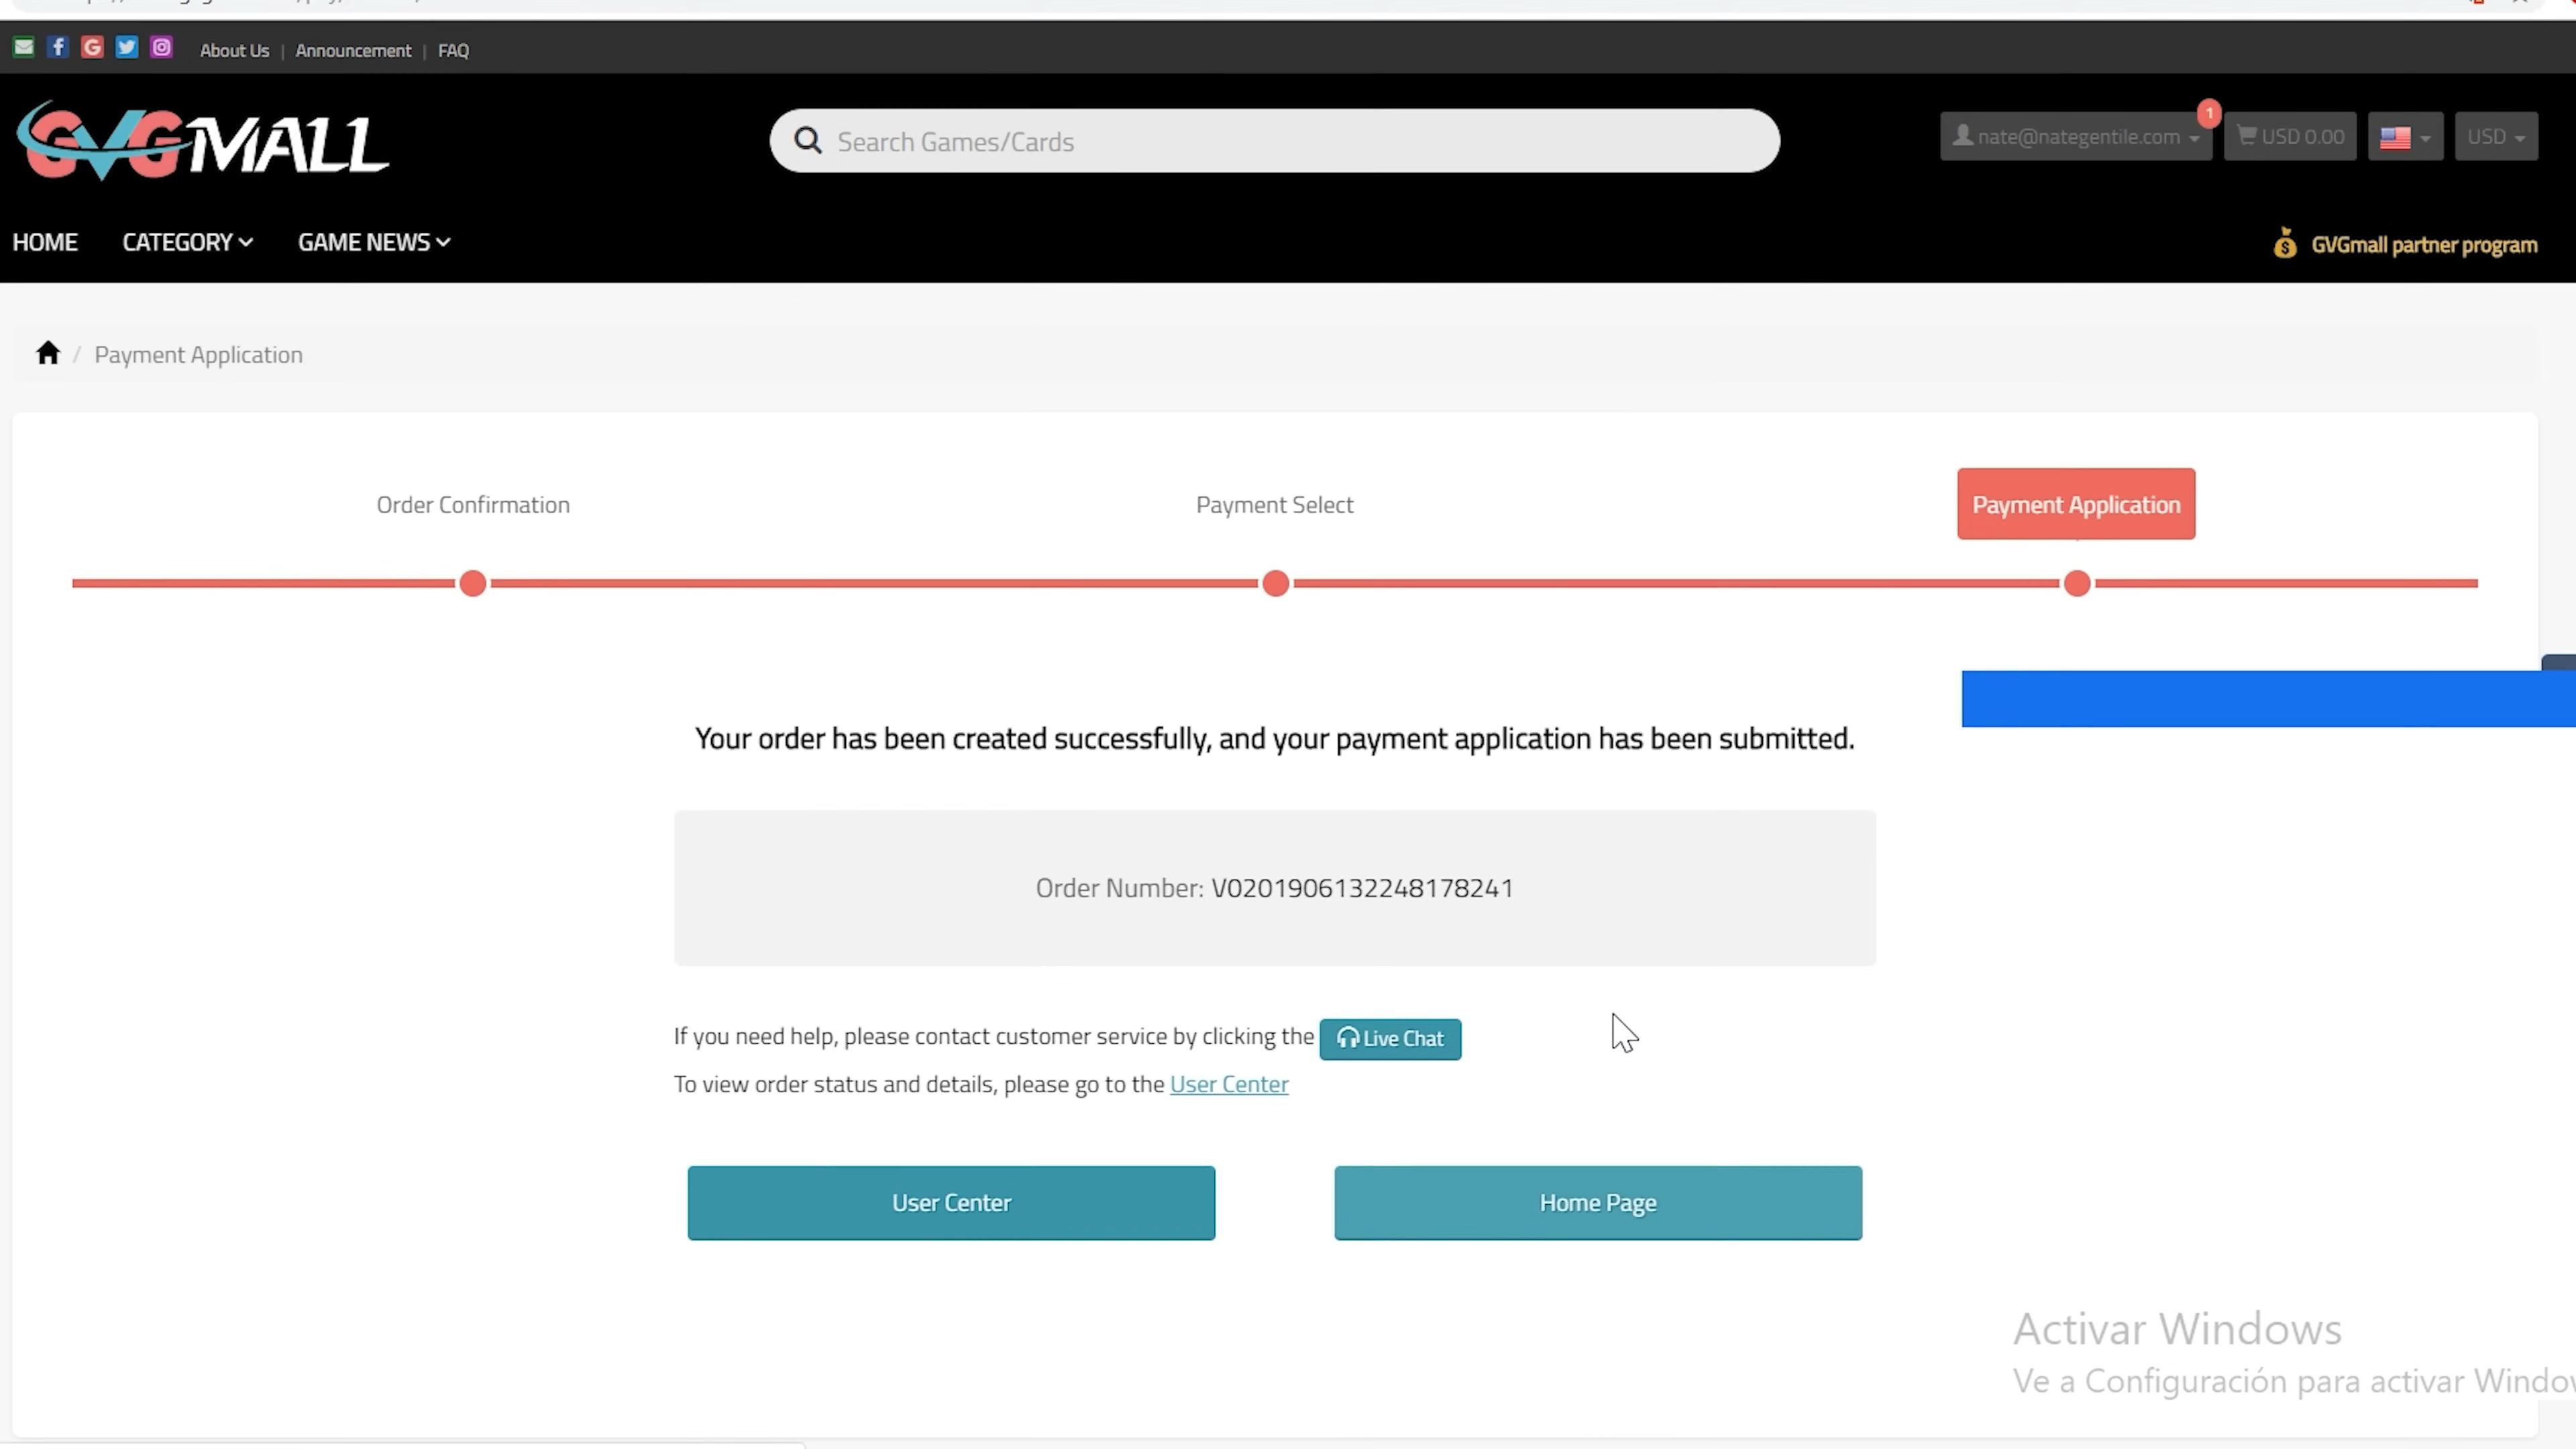 About Us | Announcement | FAQ
GVGMALL
Search Games/Cards
nate@nategentile.com
1
USD 0.00
USD
HOME CATEGORY GAME NEWS
GVGmall partner program
/ Payment Application
Order Confirmation
Payment Select
Payment Application
Your order has been created successfully, and your payment application has been submitted.
Order Number: V0201906132248178241
If you need help, please contact customer service by clicking the Live Chat
To view order status and details, please go to the User Center
User Center
Home Page
Activar Windows
Ve a Configuración para activar